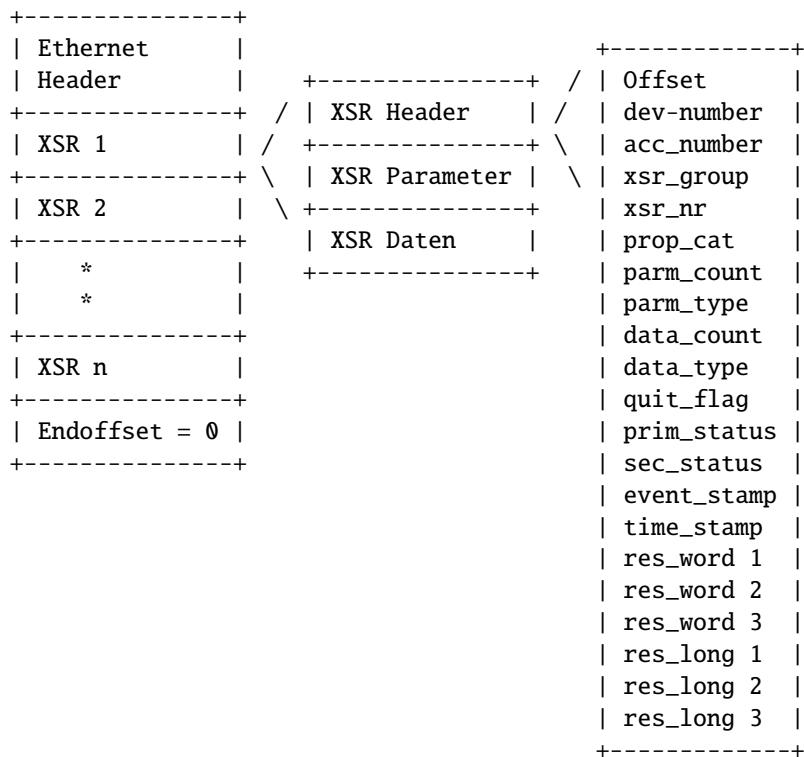 Ethernet
Header
XSR 1
XSR 2
*
*
XSR n
Endoffset = 0
XSR Header
XSR Parameter
XSR Daten
Offset
dev-number
acc_number
xsr_group
xsr_nr
prop_cat
parm_count
parm_type
data_count
data_type
quit_flag
prim_status
sec_status
event_stamp
time_stamp
res_word 1
res_word 2
res_word 3
res_long 1
res_long 2
res_long 3